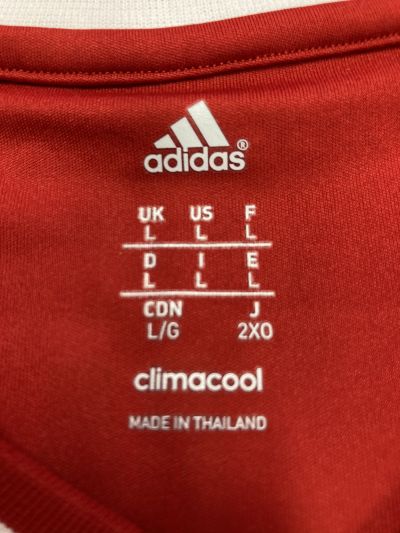 adidas®
UK US F
L L L
D I E
L L L
CDN J
L/G 2XO
climacool
MADE IN THAILAND